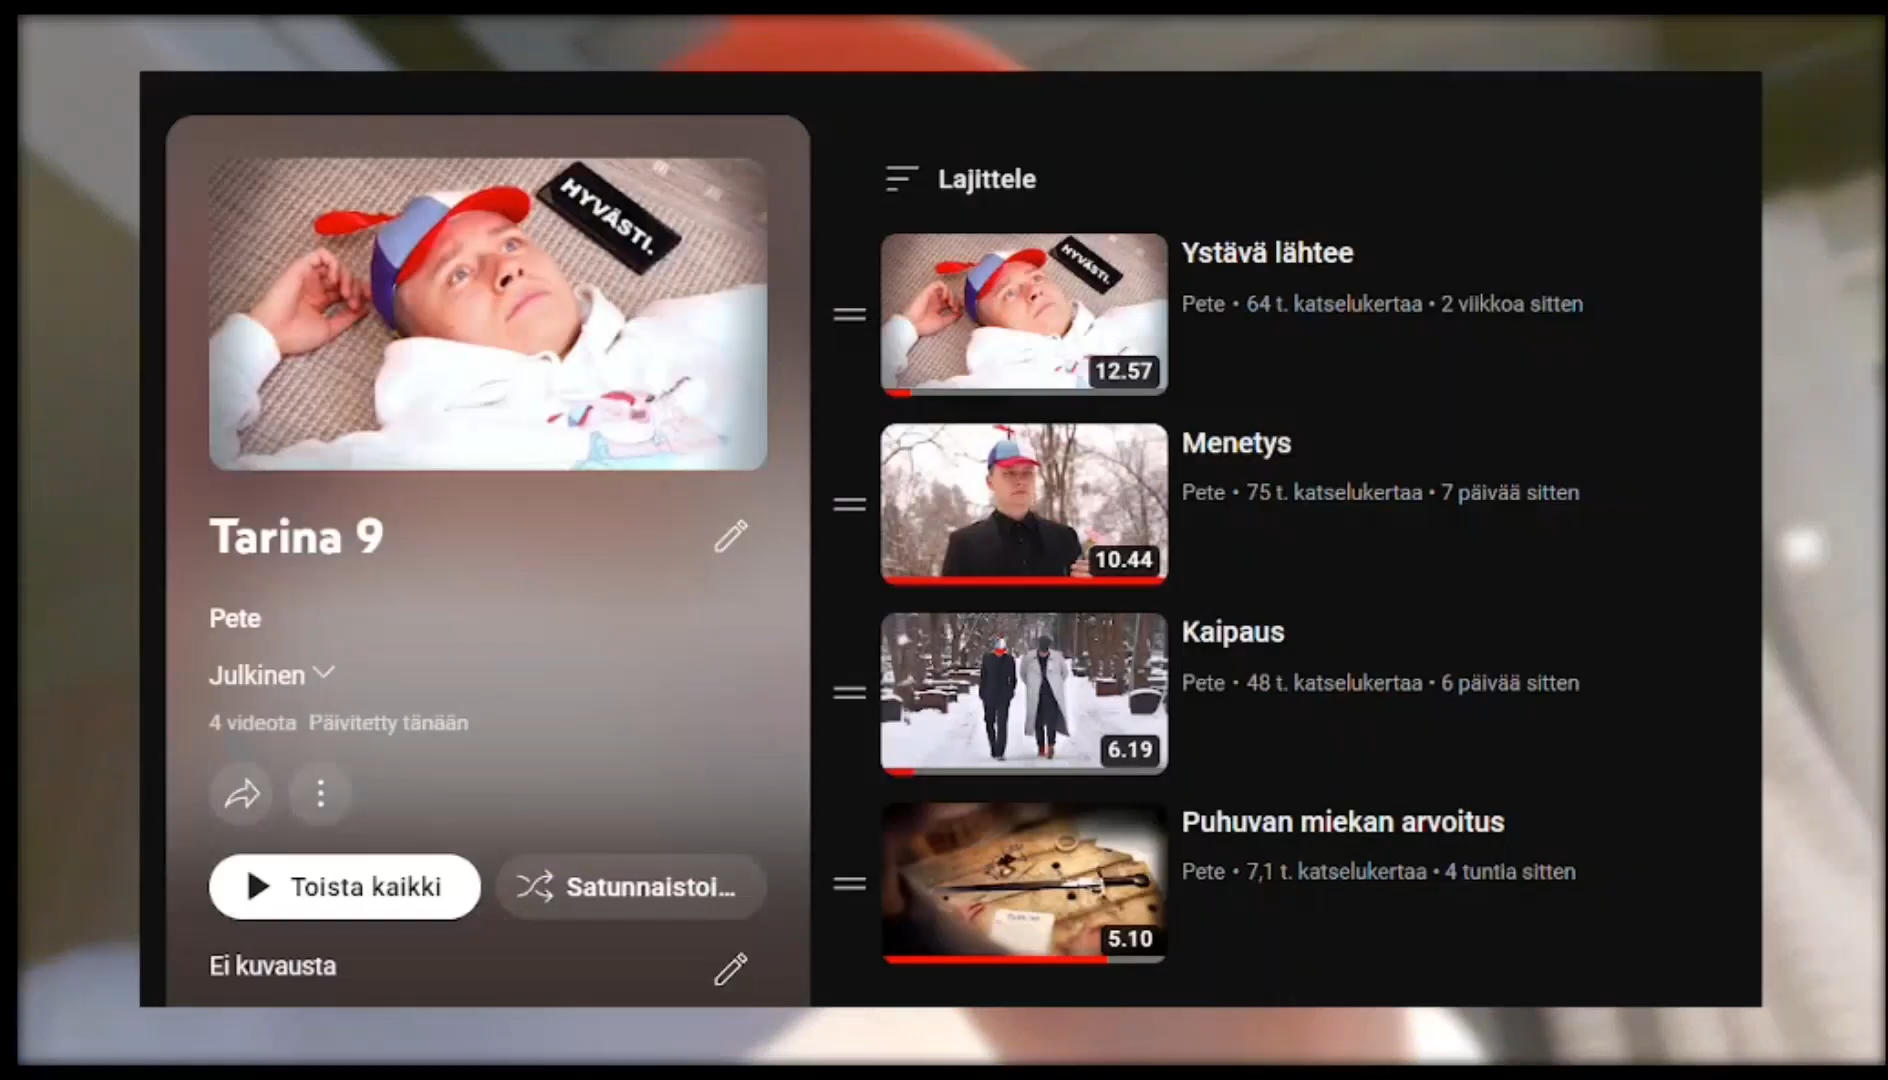 HYVÄSTI.
Tarina 9
Pete
Julkinen
4 videota Päivitetty tänään
Toista kaikki
Satunnaistoi...
Ei kuvausta
Lajittele
HYVÄSTI.
12.57
Ystävä lähtee
Pete • 64 t. katselukertaa • 2 viikkoa sitten
10.44
Menetys
Pete • 75 t. katselukertaa • 7 päivää sitten
6.19
Kaipaus
Pete • 48 t. katselukertaa • 6 päivää sitten
5.10
Puhuvan miekan arvoitus
Pete • 7,1 t. katselukertaa • 4 tuntia sitten